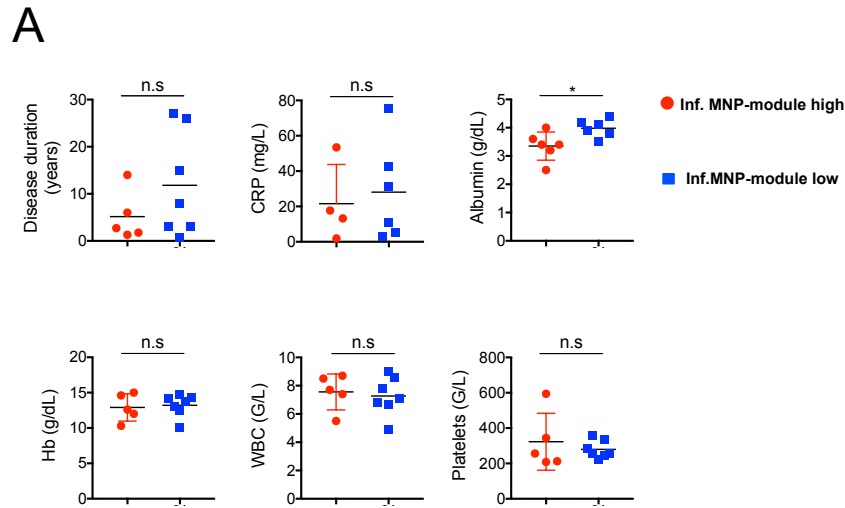 A
n.s
n.s
*
Disease duration
(years)
30
20
10
0
CRP (mg/L)
80
60
40
20
0
Albumin (g/dL)
5
4
3
2
1
0
Inf. MNP-module high
Inf.MNP-module low
n.s
n.s
n.s
Hb (g/dL)
20
15
10
5
0
WBC (G/L)
10
8
6
4
2
0
Platelets (G/L)
800
600
400
200
0